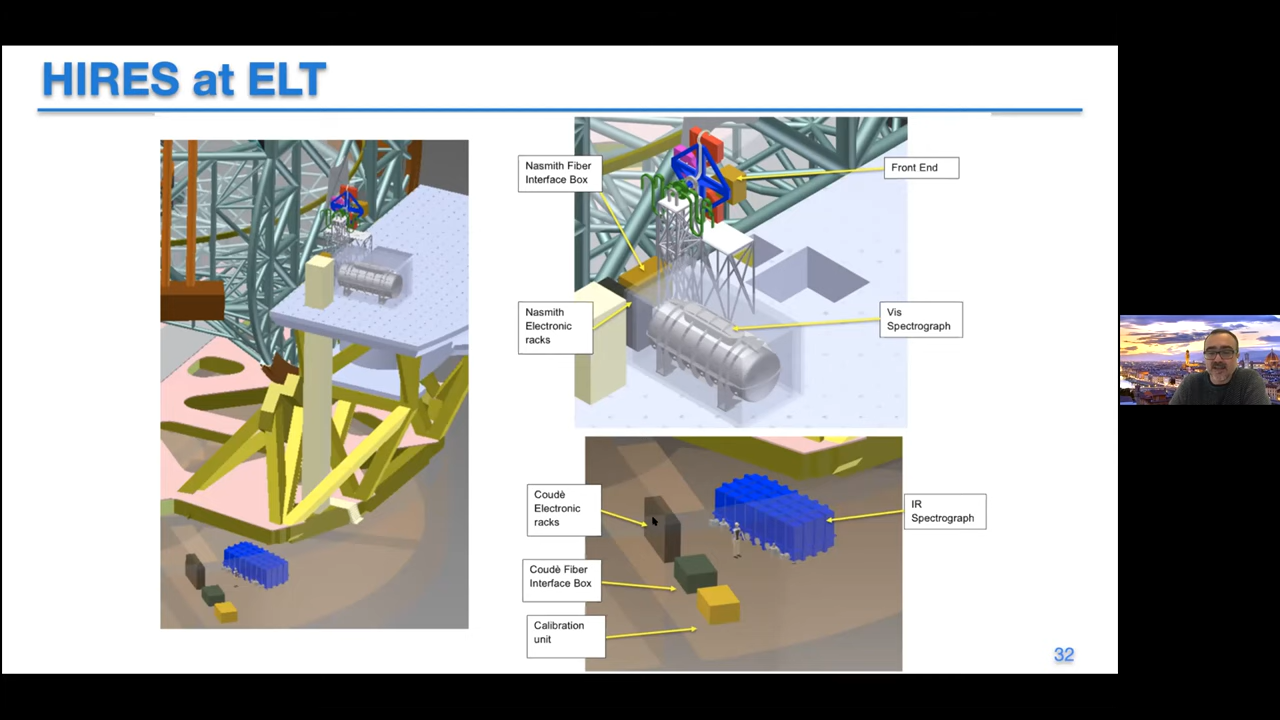 HIRES at ELT
Nasmith Fiber
Interface Box
Front End
Nasmith
Electronic
racks
Vis
Spectrograph
Coudè
Electronic
racks
IR
Spectrograph
Coudè Fiber
Interface Box
Calibration
unit
32